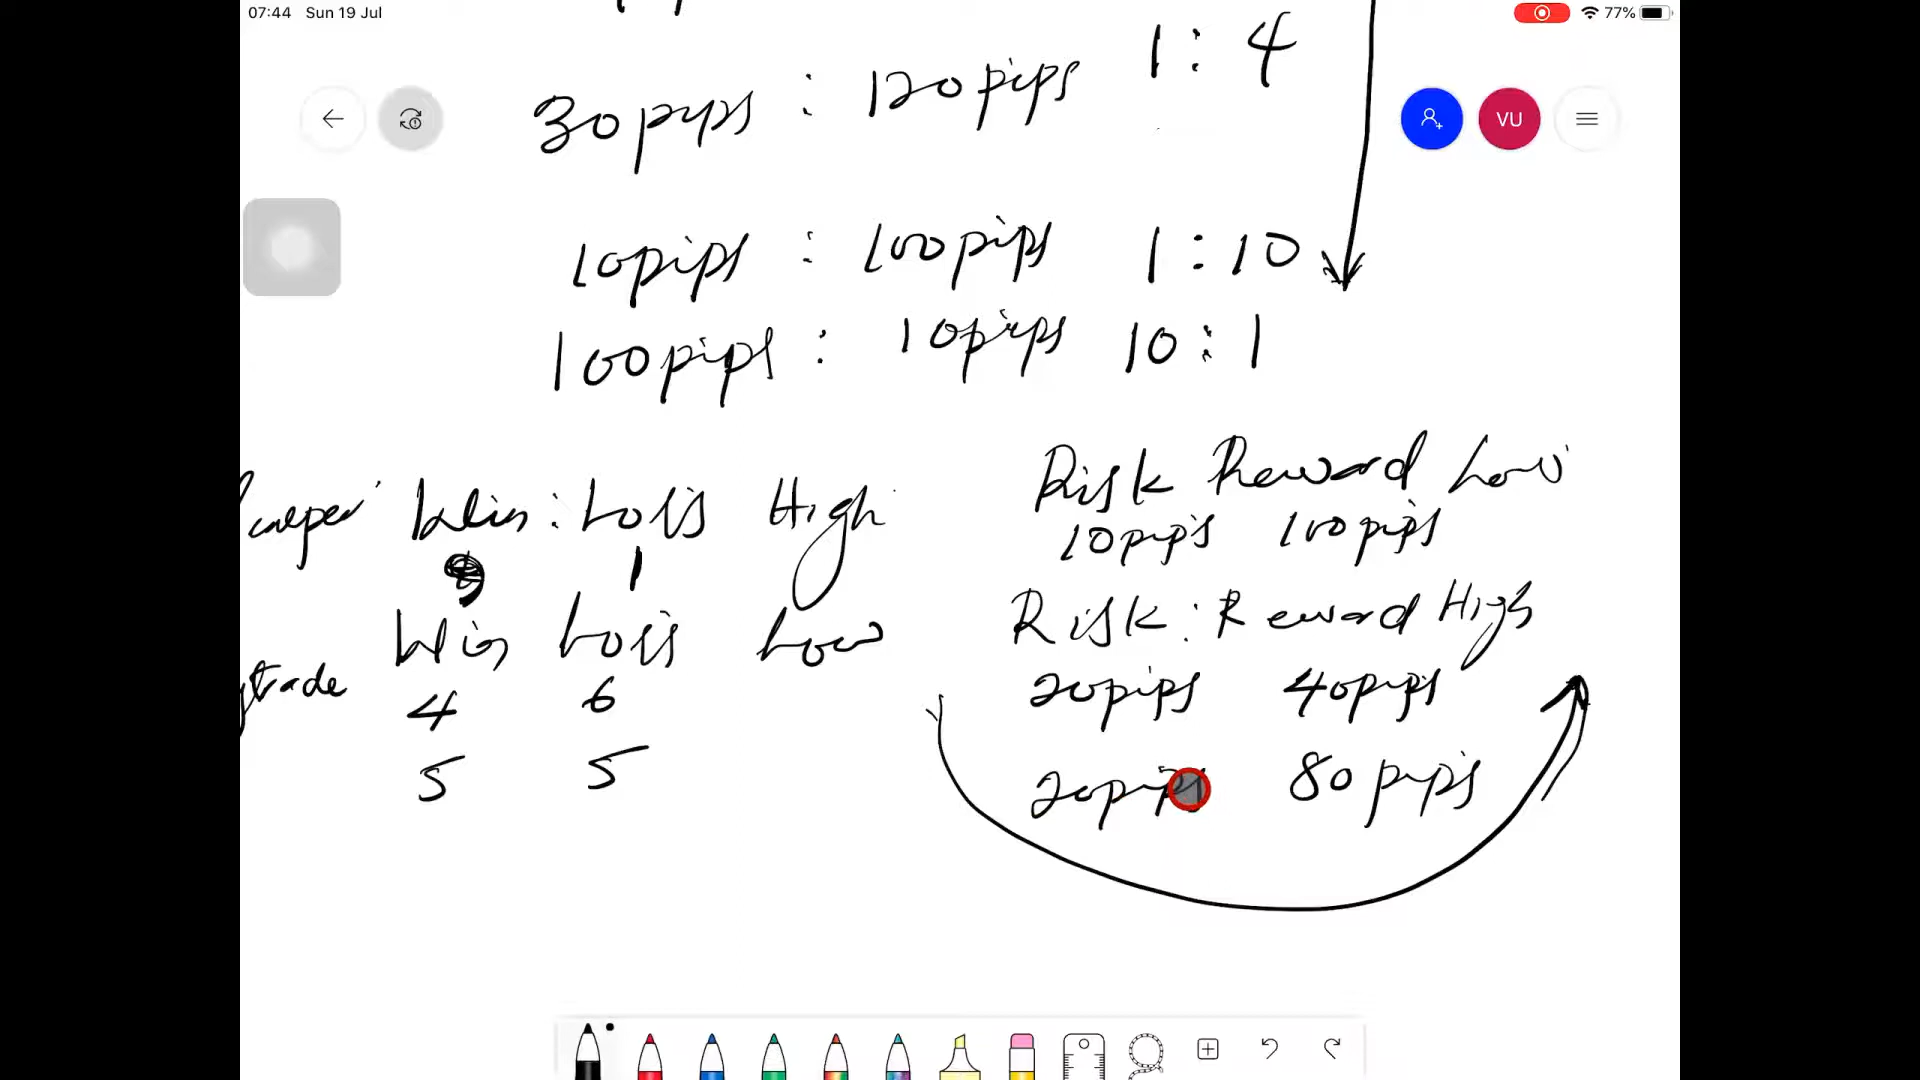 07:44 Sun 19 Jul 77%
30pips : 120pips 1:4
VU
10pips : 100pips 1:10
100pips : 10pips 10:1
Win : Loss High Risk Reward Low
9 1 10pips 100pips
Win Loss Low Risk : Reward High
trade 4 6 20pips 40pips
5 5 20pips 80pips